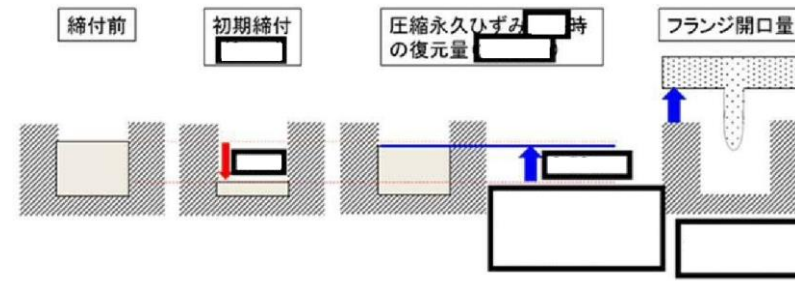 締付前
初期締付
圧縮永久ひずみ 時
の復元量( )
フランジ開口量